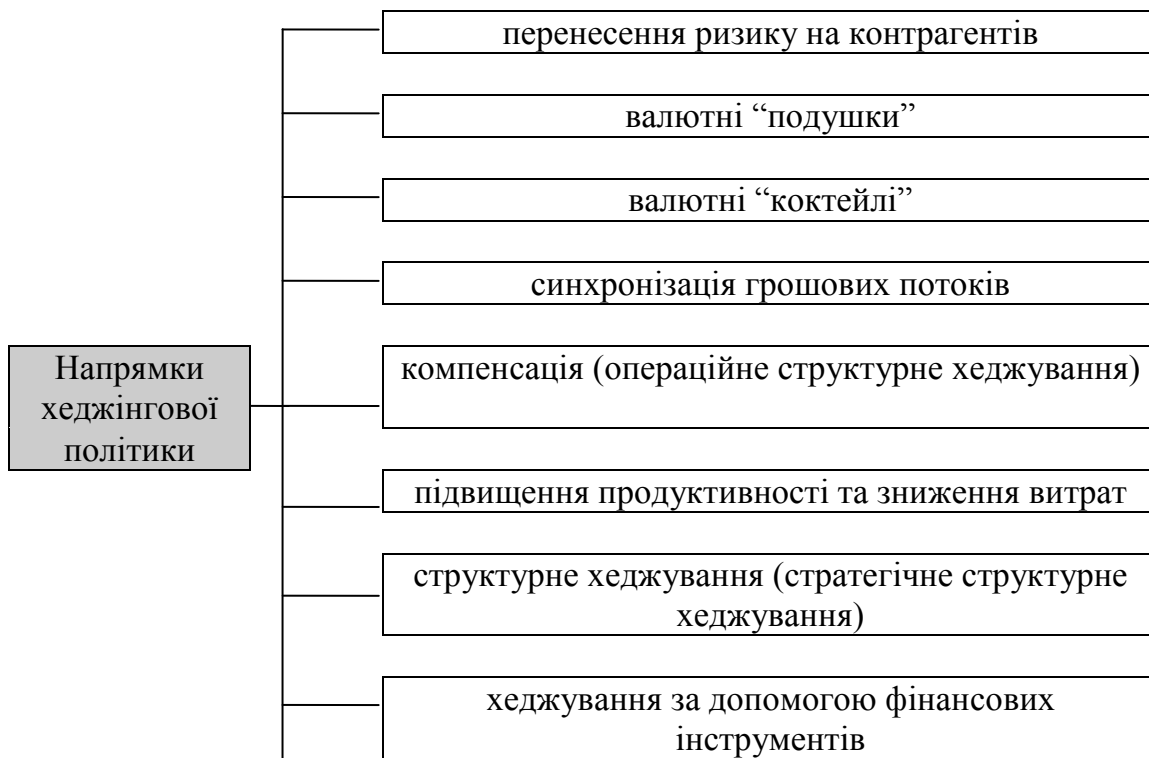 перенесення ризику на контрагентів
валютні “подушки”
валютні “коктейлі”
синхронізація грошових потоків
Напрямки
хеджінгової
політики
компенсація (операційне структурне хеджування)
підвищення продуктивності та зниження витрат
структурне хеджування (стратегічне структурне
хеджування)
хеджування за допомогою фінансових
інструментів